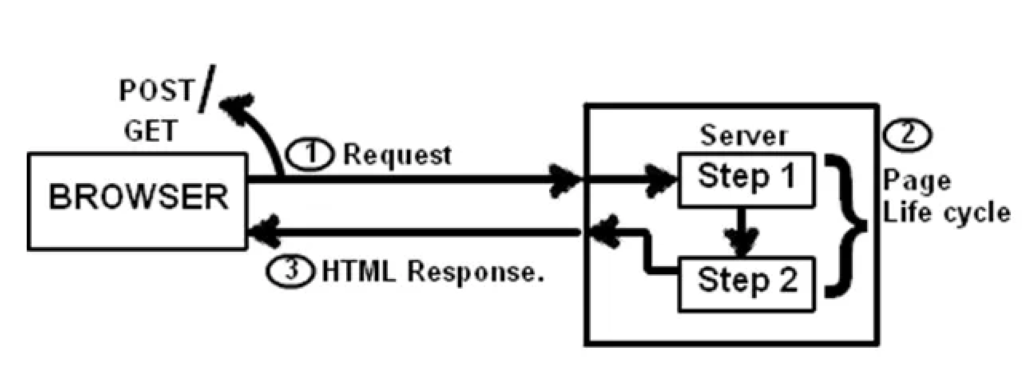 POST/
GET
BROWSER
1 Request
3 HTML Response.
Server
Step 1
Step 2
2
Page
Life cycle